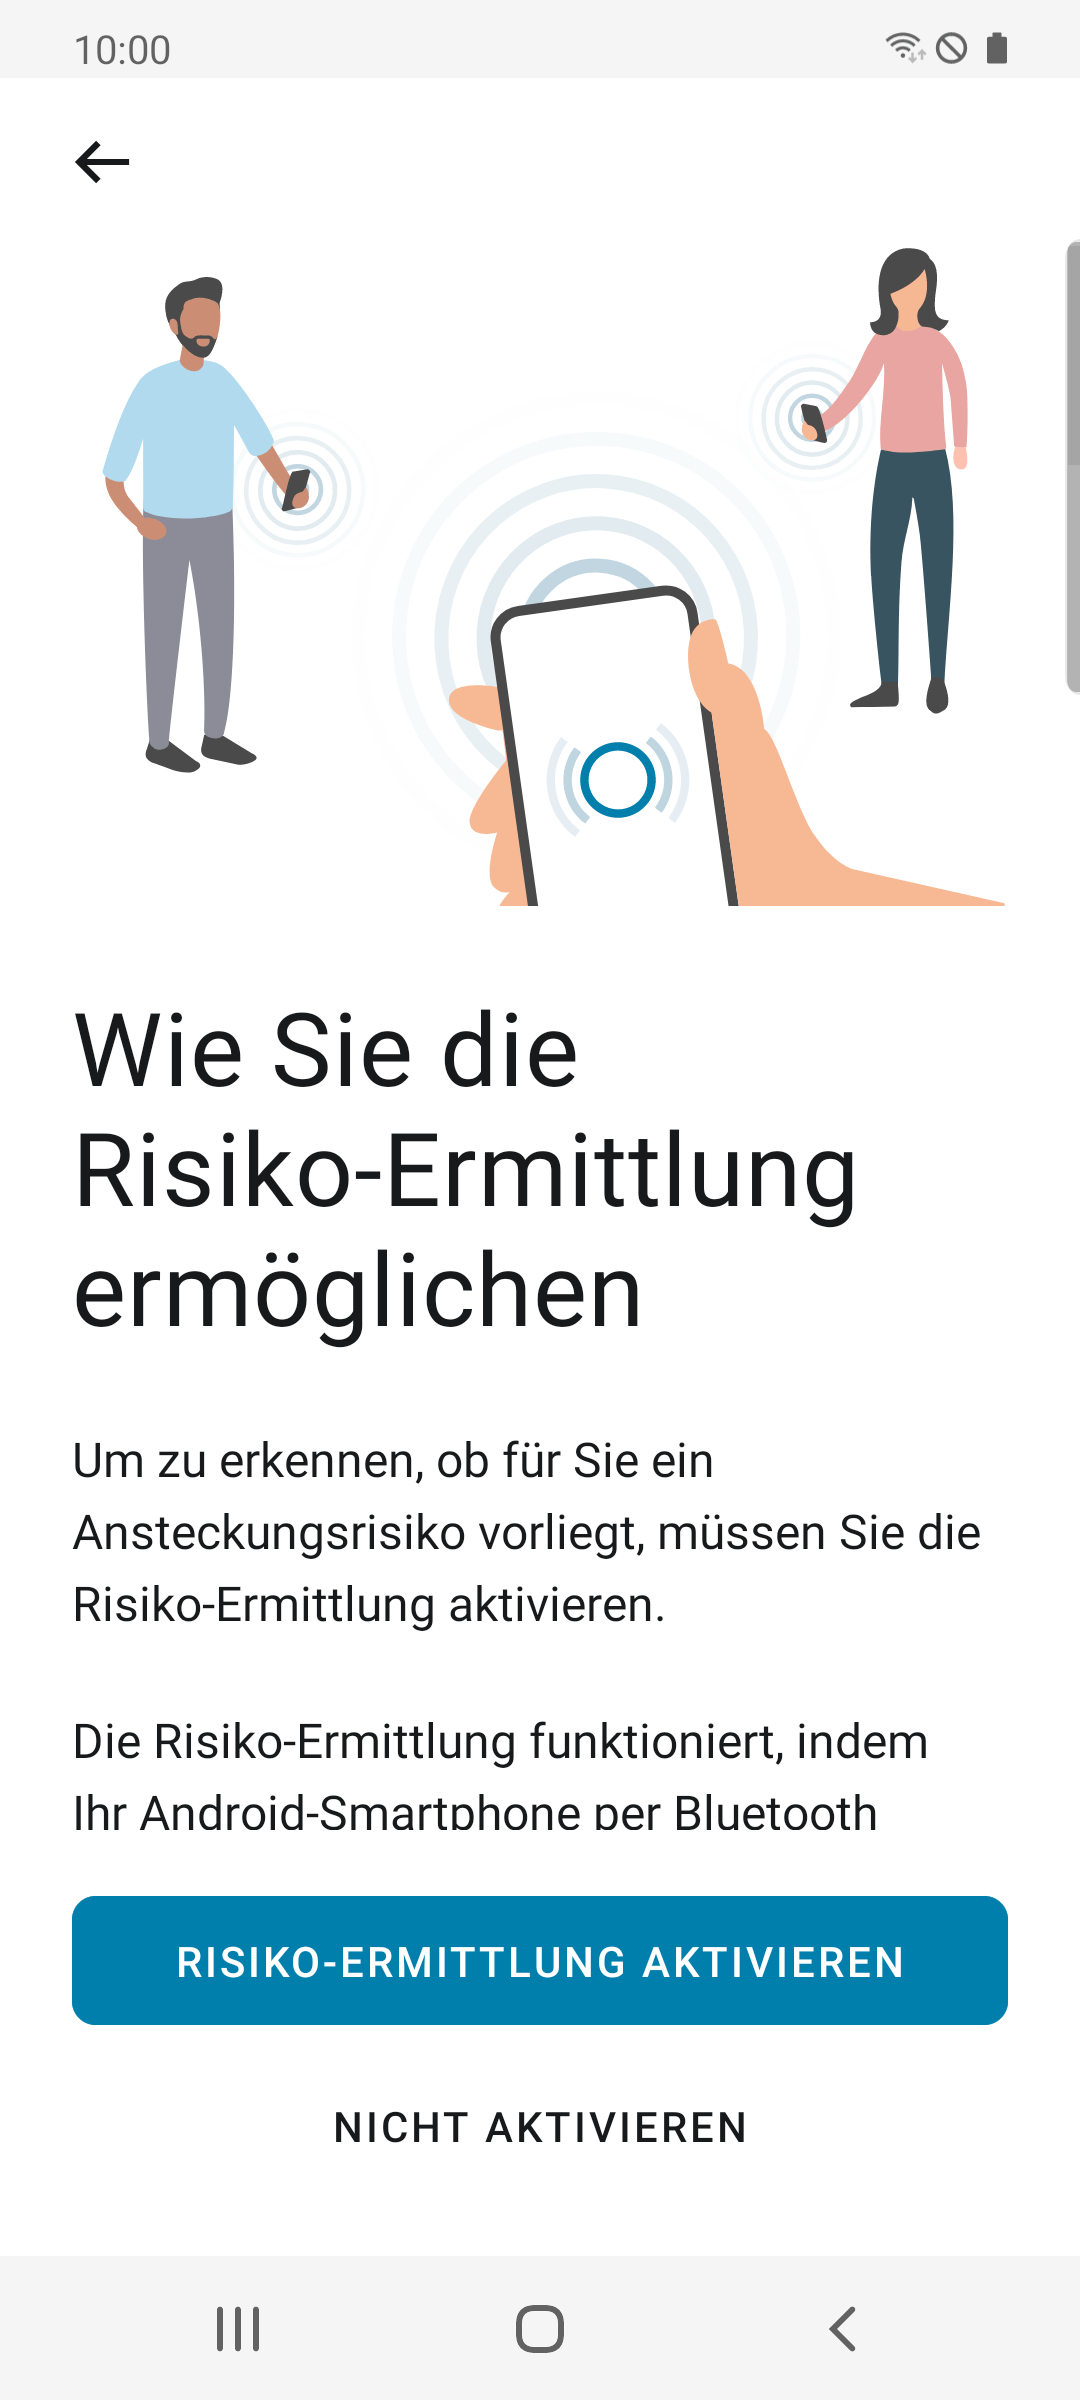 10:00
Wie Sie die
Risiko-Ermittlung
ermöglichen
Um zu erkennen, ob für Sie ein
Ansteckungsrisiko vorliegt, müssen Sie die
Risiko-Ermittlung aktivieren.
Die Risiko-Ermittlung funktioniert, indem
Ihr Android-Smartphone per Bluetooth
RISIKO-ERMITTLUNG AKTIVIEREN
NICHT AKTIVIEREN